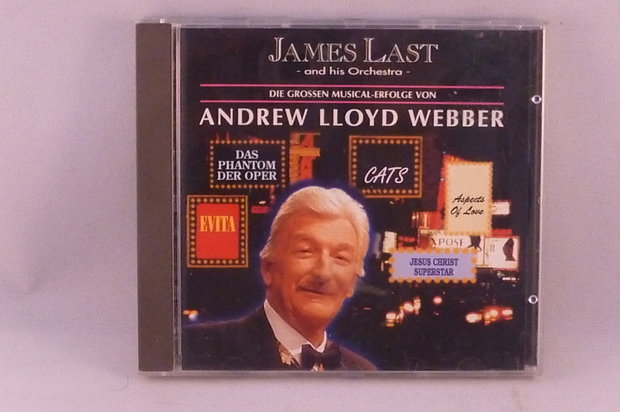 JAMES LAST
- and his Orchestra -
DIE GROSSEN MUSICAL-ERFOLGE VON
ANDREW LLOYD WEBBER
DAS
PHANTOM
DER OPER
CATS
Aspects
Of Love
EVITA
XPOSE
JESUS CHRIST
SUPERSTAR